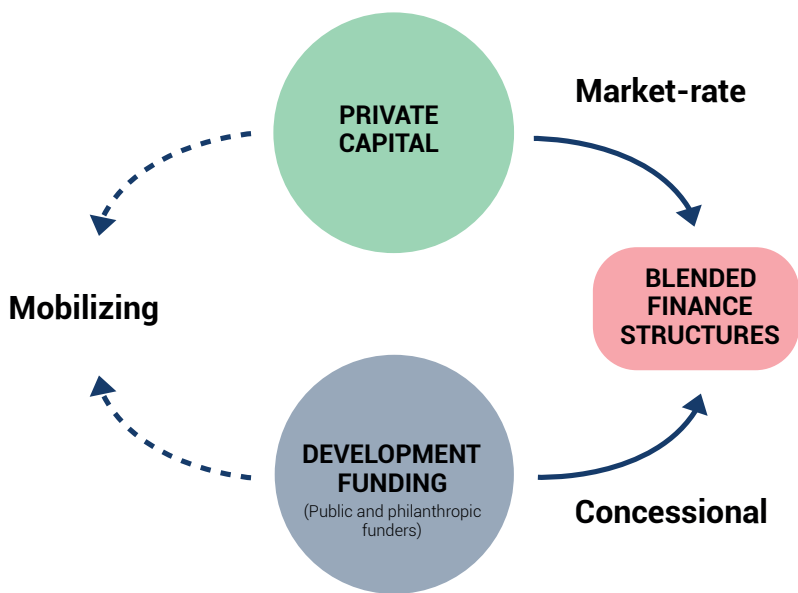 PRIVATE
CAPITAL
Market-rate
Mobilizing
BLENDED
FINANCE
STRUCTURES
DEVELOPMENT
FUNDING
(Public and philanthropic
funders)
Concessional